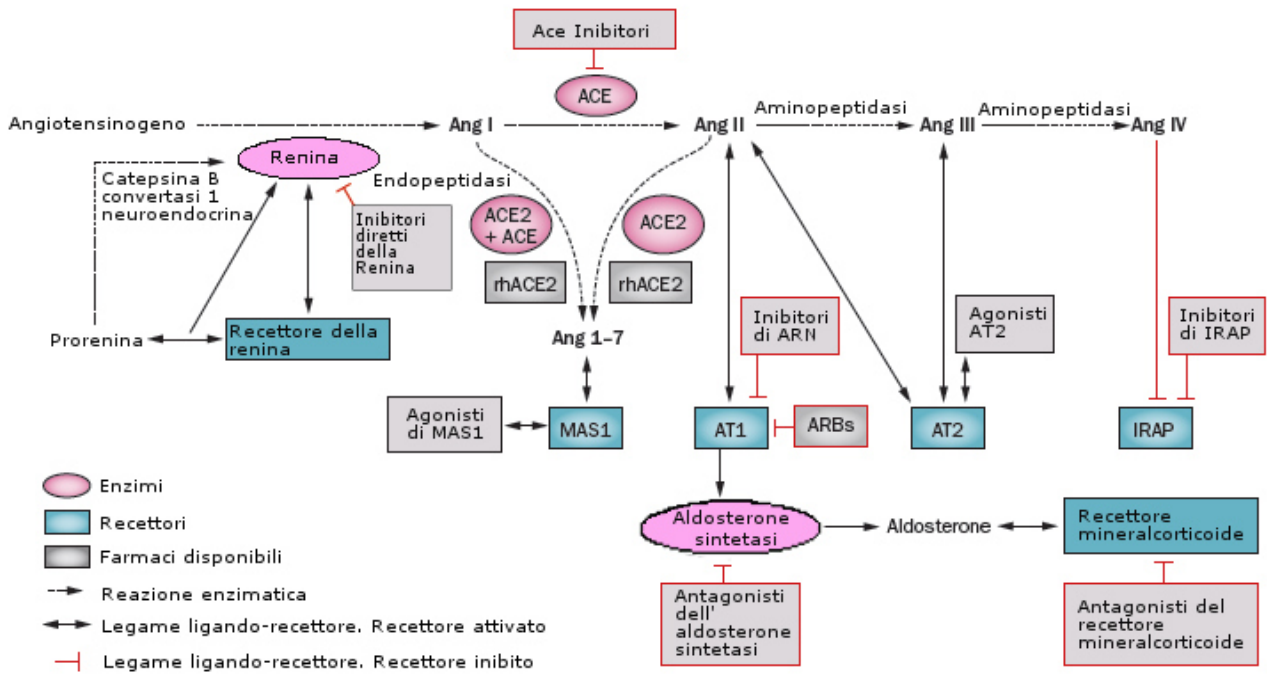 Ace Inibitori
ACE
Angiotensinogeno
Ang I
Ang II
Aminopeptidasi
Ang III
Aminopeptidasi
Ang IV
Renina
Catepsina B
convertasi 1
neuroendocrina
Endopeptidasi
Inibitori
diretti
della
Renina
ACE2
+ ACE
ACE2
rhACE2
rhACE2
Prorenina
Recettore della
renina
Ang 1–7
Inibitori
di ARN
Agonisti
AT2
Inibitori
di IRAP
Agonisti
di MAS1
MAS1
AT1
ARBs
AT2
IRAP
Enzimi
Recettori
Farmaci disponibili
Reazione enzimatica
Legame ligando-recettore. Recettore attivato
Legame ligando-recettore. Recettore inibito
Aldosterone
sintetasi
Aldosterone
Recettore
mineralcorticoide
Antagonisti
dell'
aldosterone
sintetasi
Antagonisti del
recettore
mineralcorticoide